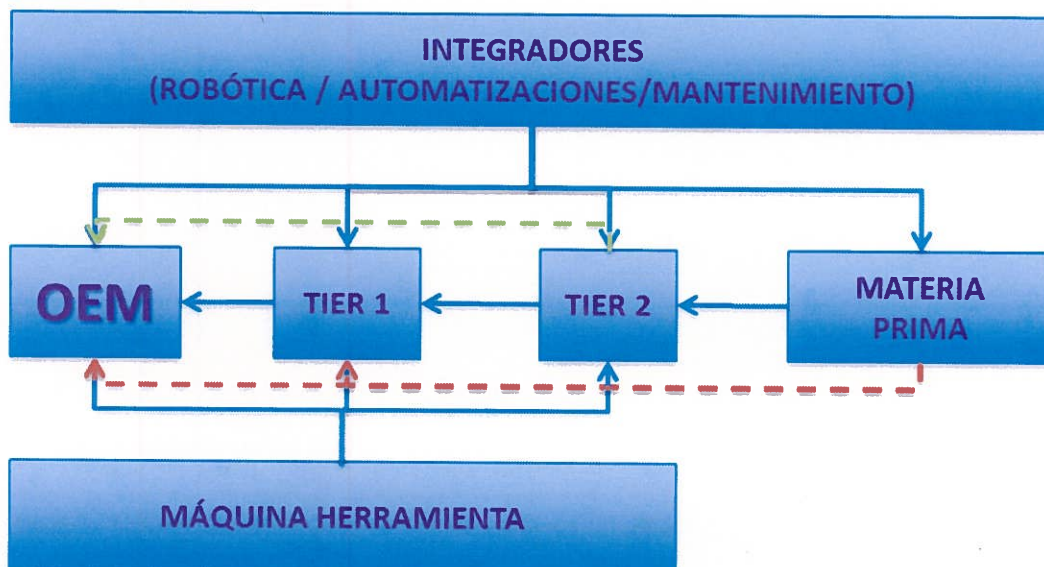 INTEGRADORES
(ROBÓTICA / AUTOMATIZACIONES/MANTENIMIENTO)
OEM
TIER 1
TIER 2
MATERIA
PRIMA
MÁQUINA HERRAMIENTA